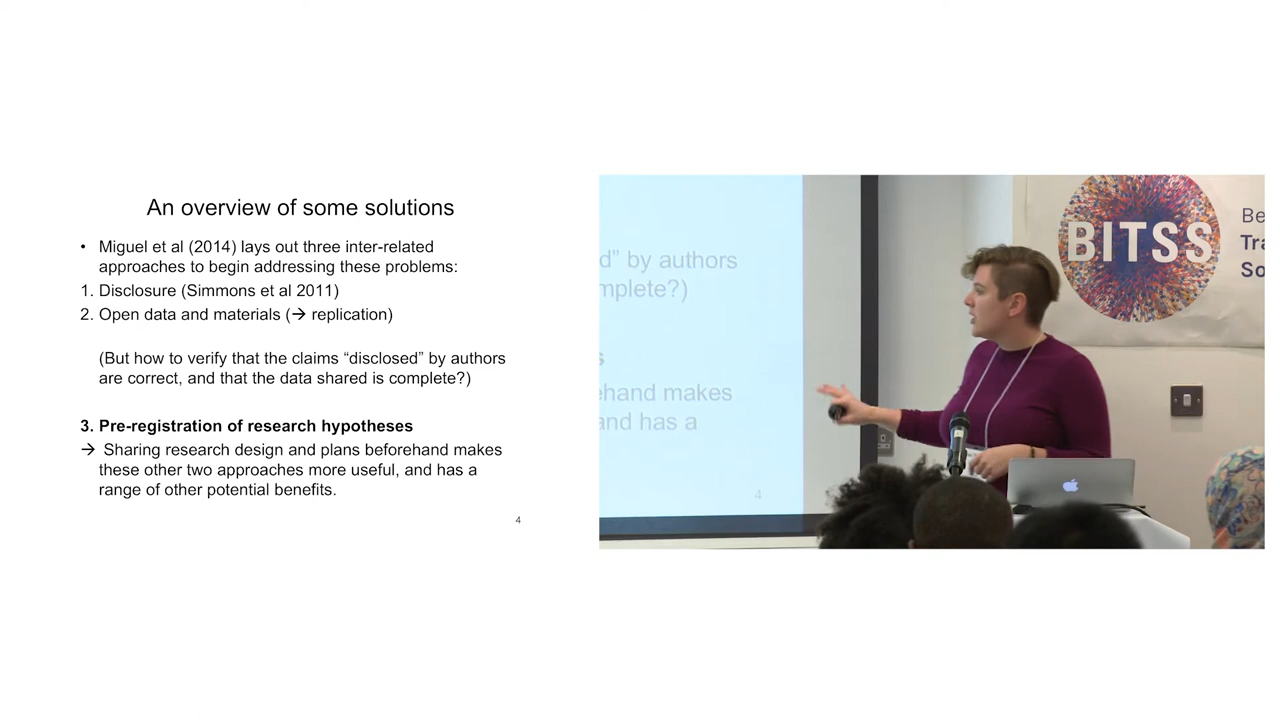 An overview of some solutions
• Miguel et al (2014) lays out three inter-related
approaches to begin addressing these problems:
1. Disclosure (Simmons et al 2011)
2. Open data and materials (→ replication)
(But how to verify that the claims “disclosed” by authors
are correct, and that the data shared is complete?)
3. Pre-registration of research hypotheses
→ Sharing research design and plans beforehand makes
these other two approaches more useful, and has a
range of other potential benefits.
4
d” by authors
mplete?)
s
ehand makes
and has a
4
BITSS
Be
Tra
So